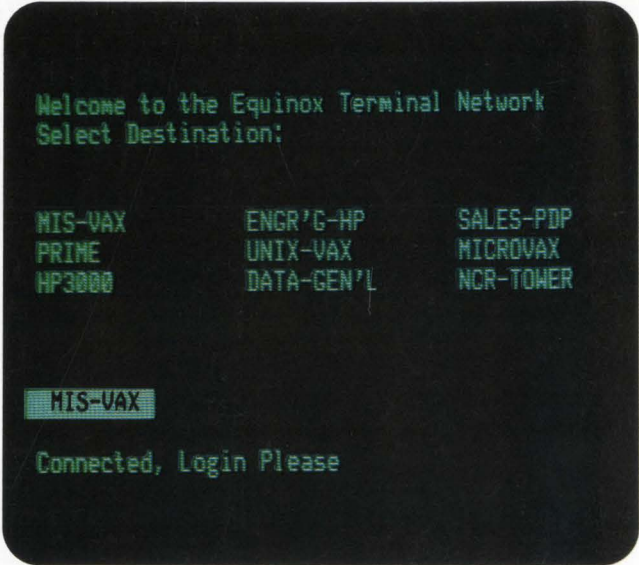 Welcome to the Equinox Terminal Network
Select Destination:
MIS-VAX ENGR'G-HP SALES-PDP
PRIME UNIX-VAX MICROVAX
HP3000 DATA-GEN'L NCR-TOWER
MIS-VAX
Connected, Login Please